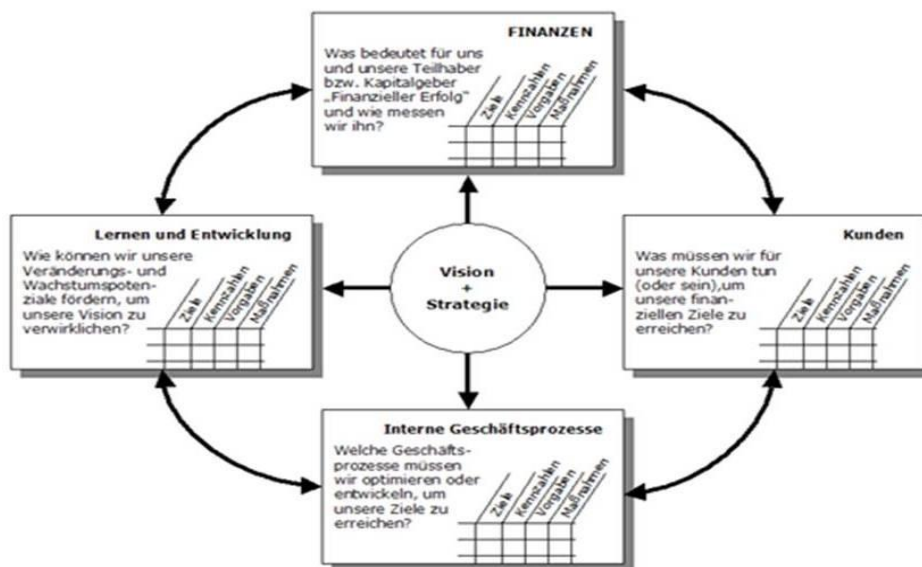 FINANZEN
Was bedeutet für uns
und unsere Teilhaber
bzw. Kapitalgeber
„Finanzieller Erfolg"
und wie messen
wir ihn?
Ziele
Kennzahlen
Vorgaben
Maßnahmen
Lernen und Entwicklung
Wie können wir unsere
Veränderungs- und
Wachstumspoten-
ziale fördern, um
unsere Vision zu
verwirklichen?
Ziele
Kennzahlen
Vorgaben
Maßnahmen
Vision
+
Strategie
Kunden
Was müssen wir für
unsere Kunden tun
(oder sein),um
unsere finan-
ziellen Ziele zu
erreichen?
Ziele
Kennzahlen
Vorgaben
Maßnahmen
Interne Geschäftsprozesse
Welche Geschäfts-
prozesse müssen
wir optimieren oder
entwickeln, um
unsere Ziele zu
erreichen?
Ziele
Kennzahlen
Vorgaben
Maßnahmen